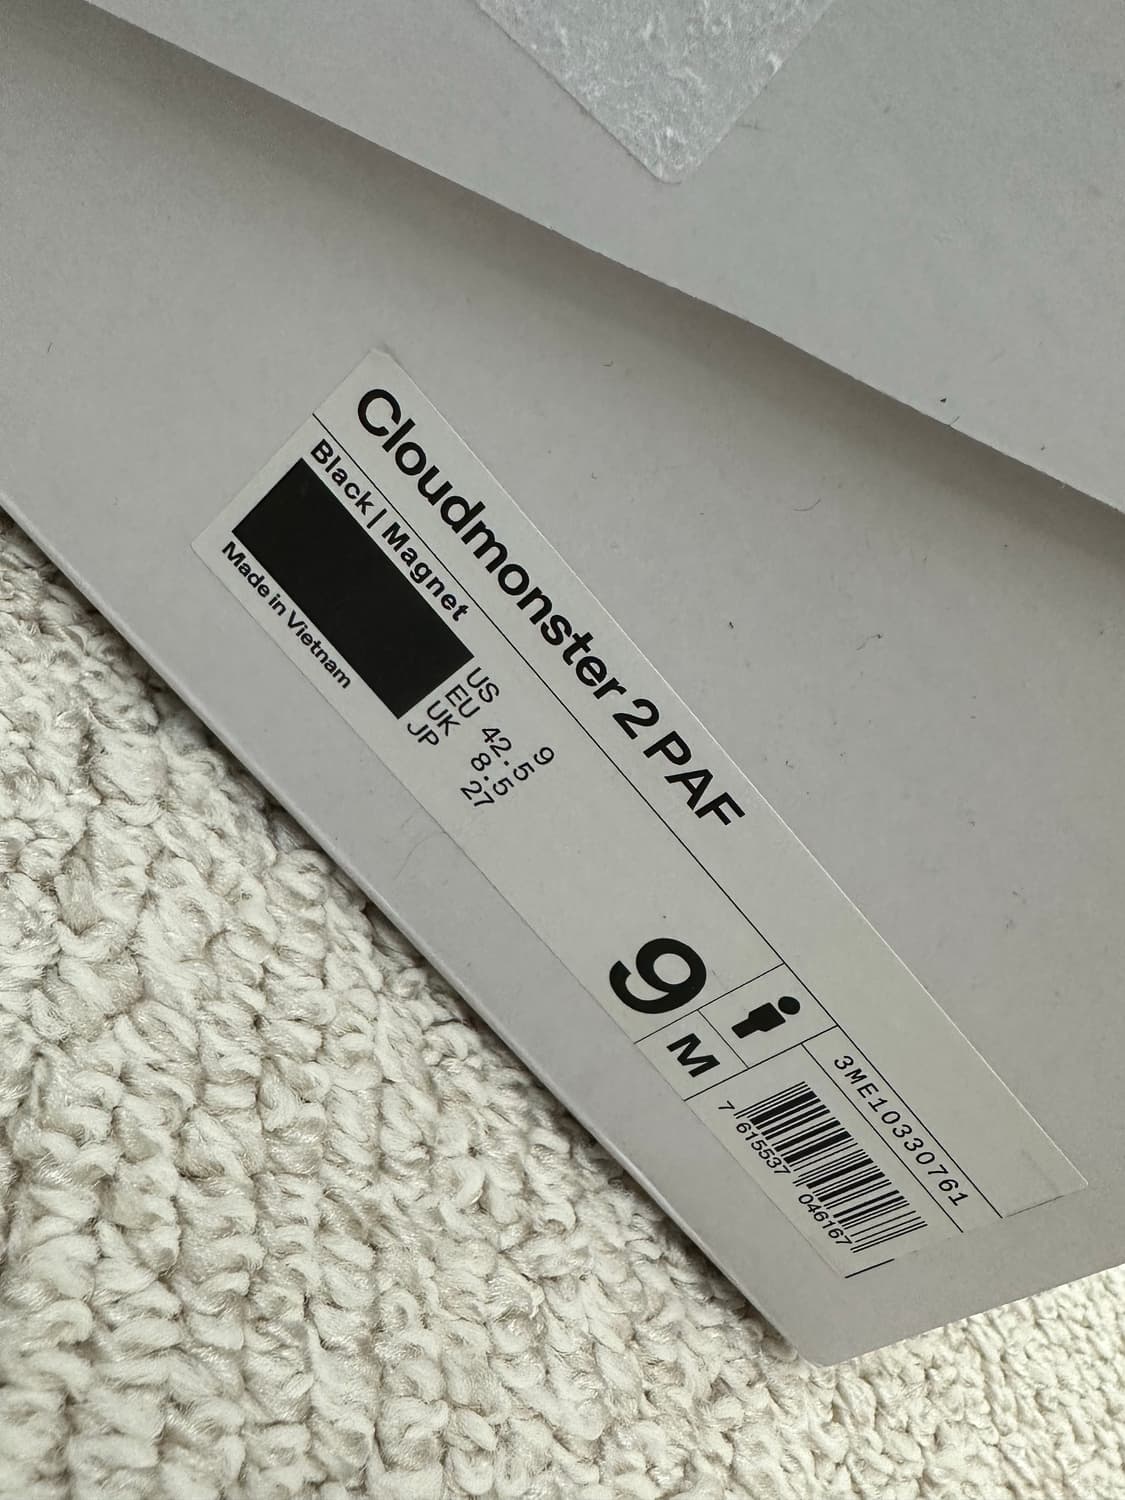 Cloudmonster 2 PAF
Black | Magnet
Made in Vietnam
US 9
EU 42.5
UK 8.5
JP 27
9
M
3ME10330761
7 615537 046167